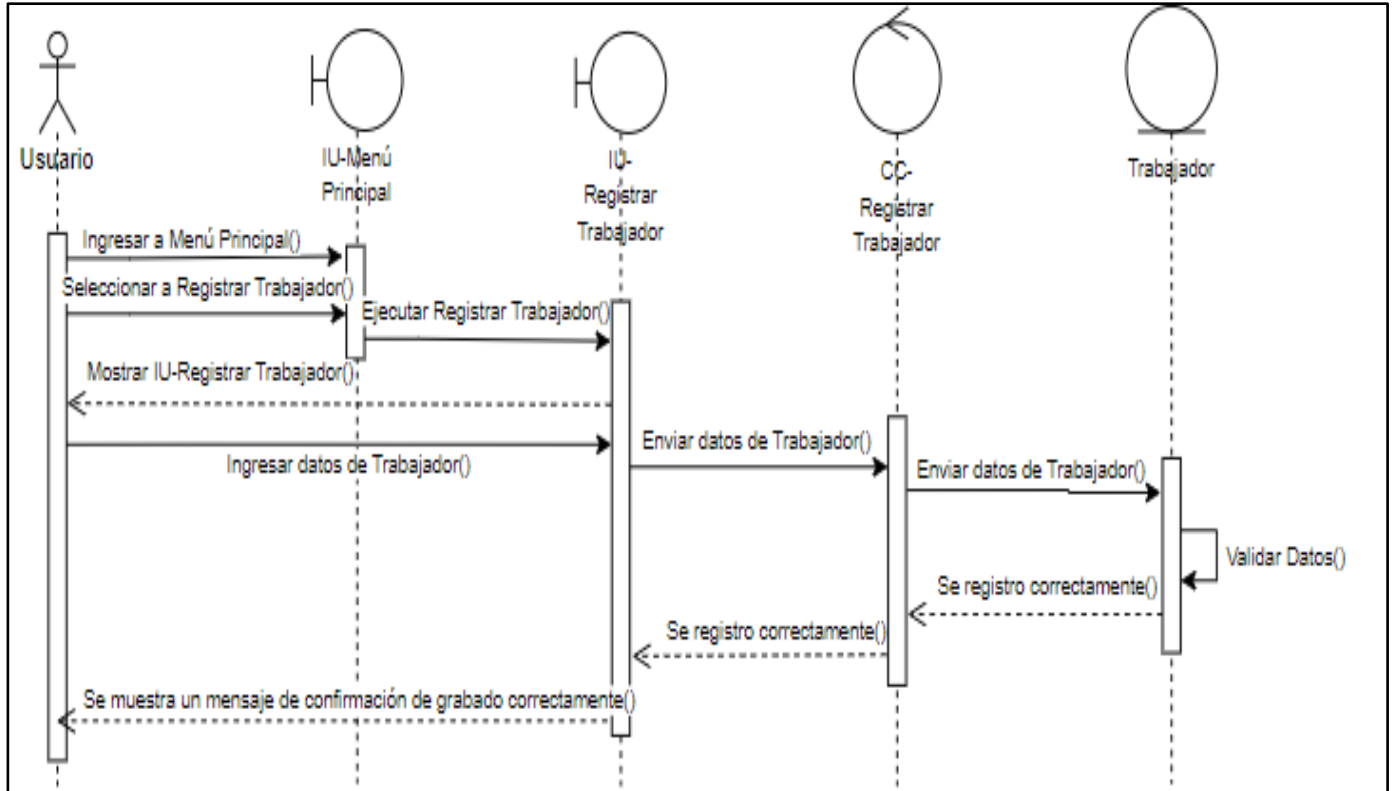 Usuario
IU-Menú
Principal
IU-
Registrar
Trabajador
CC-
Registrar
Trabajador
Trabajador
Ingresar a Menú Principal()
Seleccionar a Registrar Trabajador()
Ejecutar Registrar Trabajador()
Mostrar IU-Registrar Trabajador()
Ingresar datos de Trabajador()
Enviar datos de Trabajador()
Enviar datos de Trabajador()
Validar Datos()
Se registro correctamente()
Se registro correctamente()
Se muestra un mensaje de confirmación de grabado correctamente()